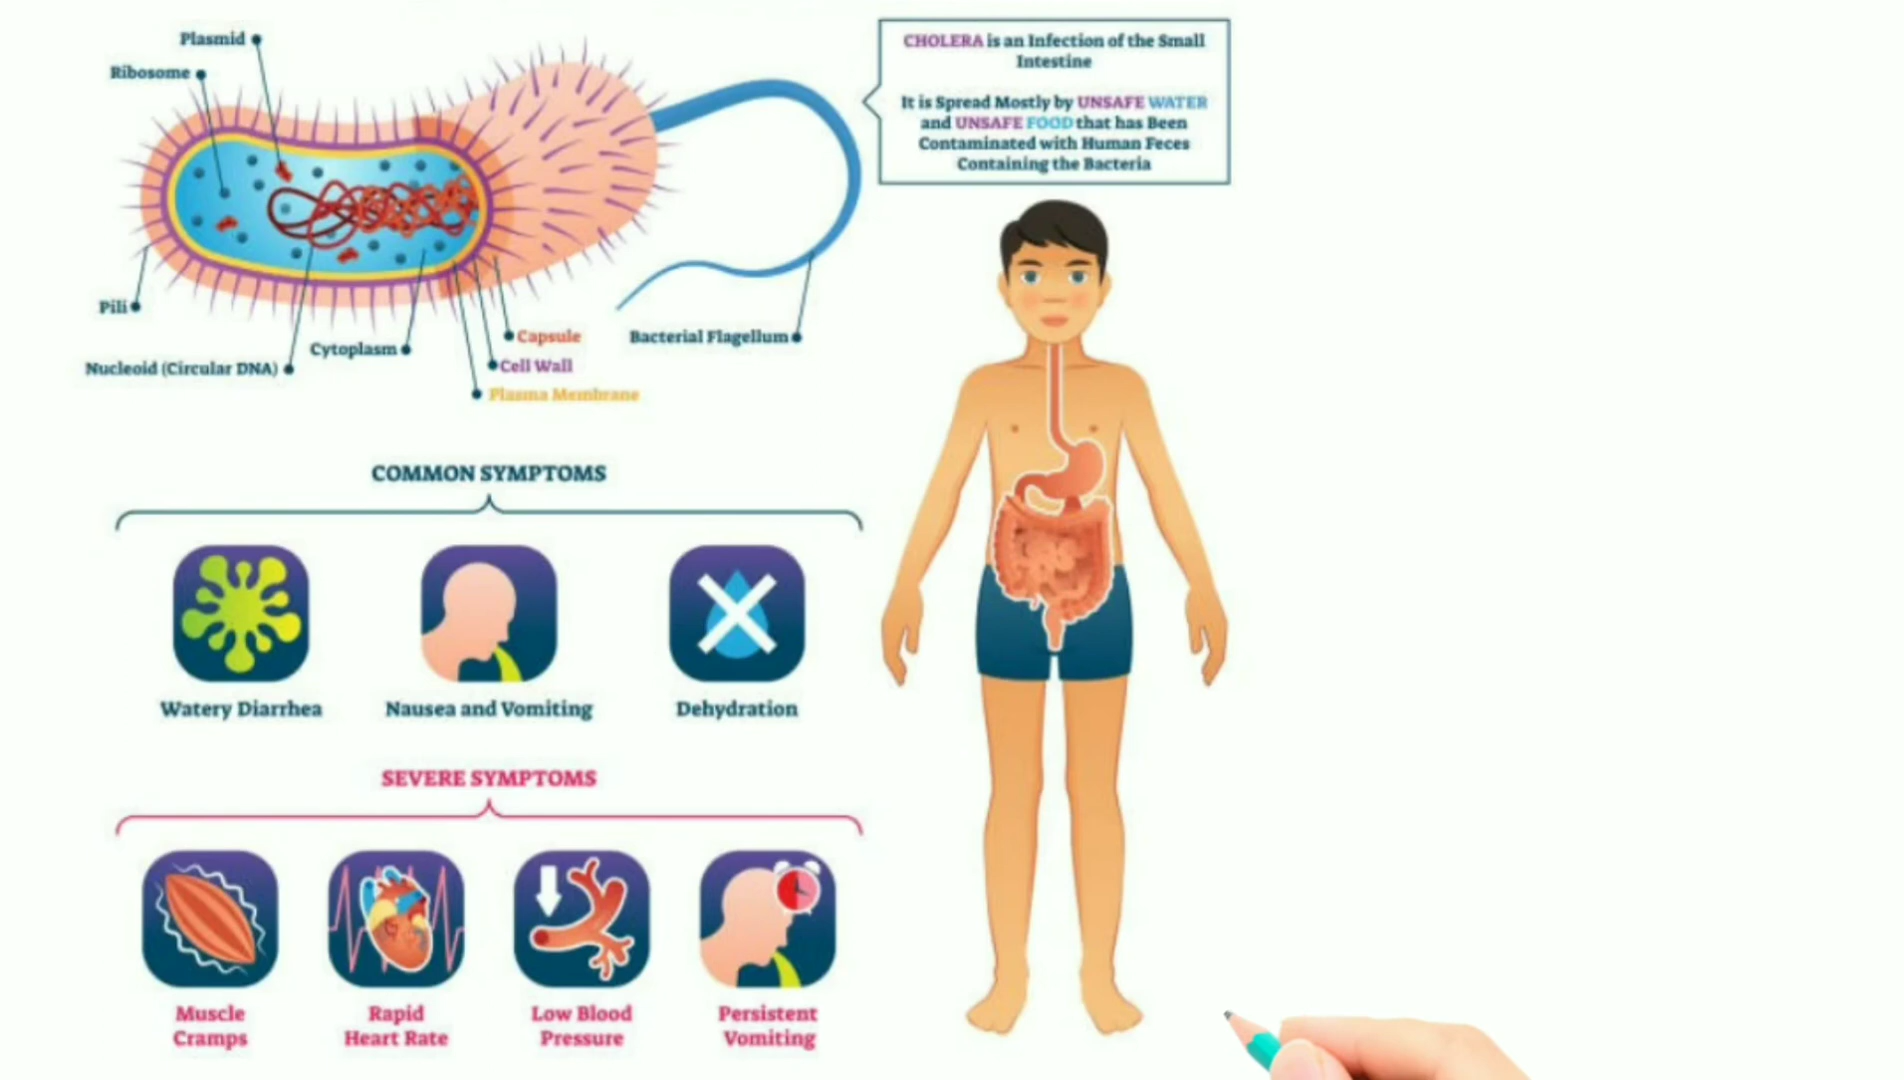 Plasmid
Ribosome
Pili
Nucleoid (Circular DNA)
Cytoplasm
Capsule
Cell Wall
Plasma Membrane
Bacterial Flagellum
CHOLERA is an Infection of the Small
Intestine
It is Spread Mostly by UNSAFE WATER
and UNSAFE FOOD that has Been
Contaminated with Human Feces
Containing the Bacteria
COMMON SYMPTOMS
Watery Diarrhea
Nausea and Vomiting
Dehydration
SEVERE SYMPTOMS
Muscle
Cramps
Rapid
Heart Rate
Low Blood
Pressure
Persistent
Vomiting